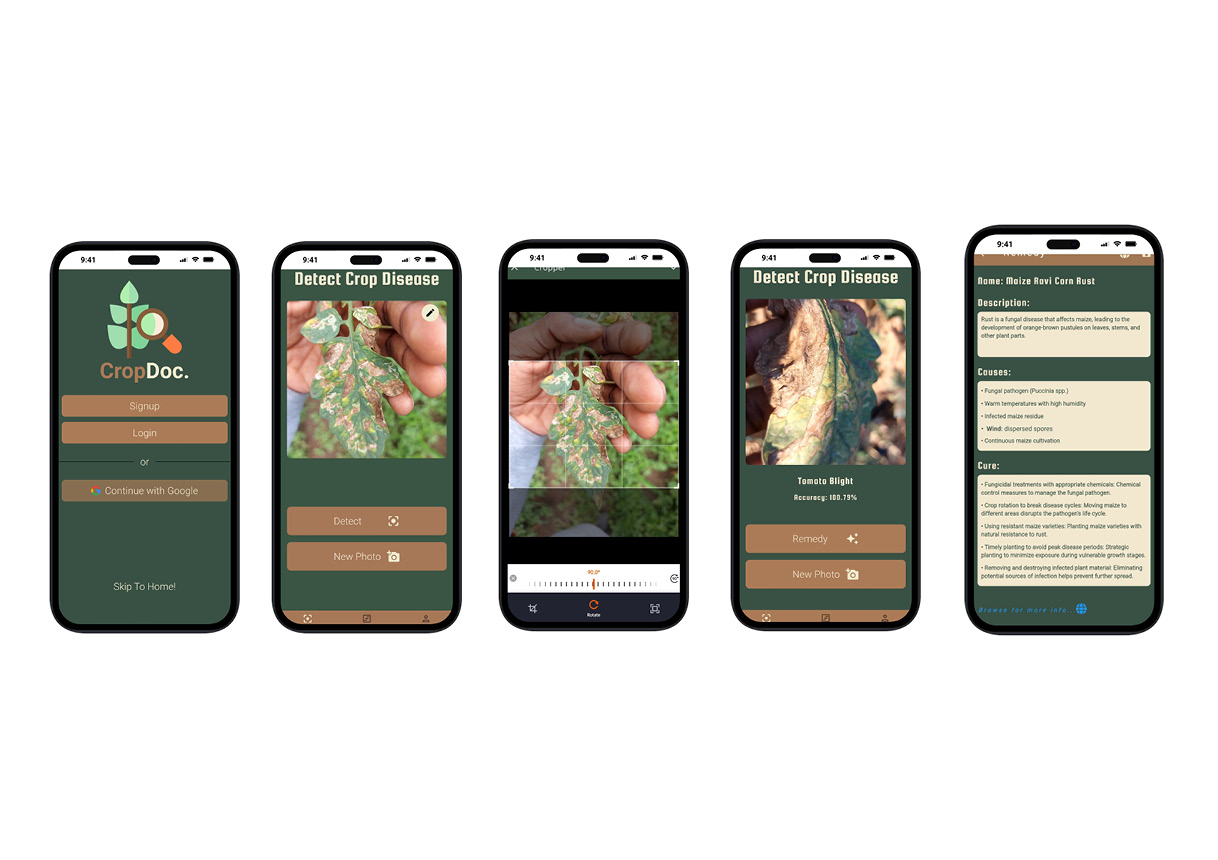 9:41
CropDoc.
Signup
Login
or
Continue with Google
Skip To Home!
9:41
Detect Crop Disease
Detect
New Photo
9:41
Cropper
90.0°
Rotate
9:41
Detect Crop Disease
Tomato Blight
Accuracy: 100.79%
Remedy
New Photo
9:41
Remedy
Name: Maize Ravi Corn Rust
Description:
Rust is a fungal disease that affects maize, leading to the
development of orange-brown pustules on leaves, stems, and
other plant parts.
Causes:
• Fungal pathogen (Puccinia spp.)
• Warm temperatures with high humidity
• Infected maize residue
• Wind: dispersed spores
• Continuous maize cultivation
Cure:
• Fungicidal treatments with appropriate chemicals: Chemical
control measures to manage the fungal pathogen.
• Crop rotation to break disease cycles: Moving maize to
different areas disrupts the pathogen's life cycle.
• Using resistant maize varieties: Planting maize varieties with
natural resistance to rust.
• Timely planting to avoid peak disease periods: Strategic
planting to minimize exposure during vulnerable growth stages.
• Removing and destroying infected plant material: Eliminating
potential sources of infection helps prevent further spread.
Browse for more info...